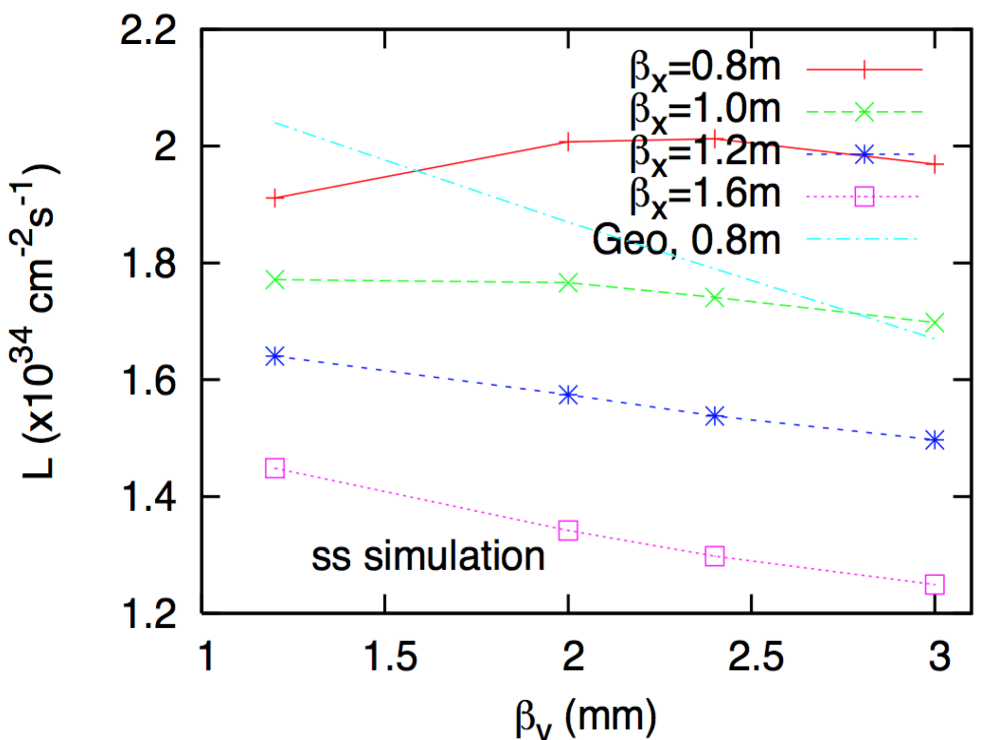 2.2
2
1.8
1.6
1.4
1.2
L (x10³⁴ cm⁻²s⁻¹)
βₓ=0.8m
βₓ=1.0m
βₓ=1.2m
βₓ=1.6m
Geo, 0.8m
ss simulation
1 1.5 2 2.5 3
βᵧ (mm)